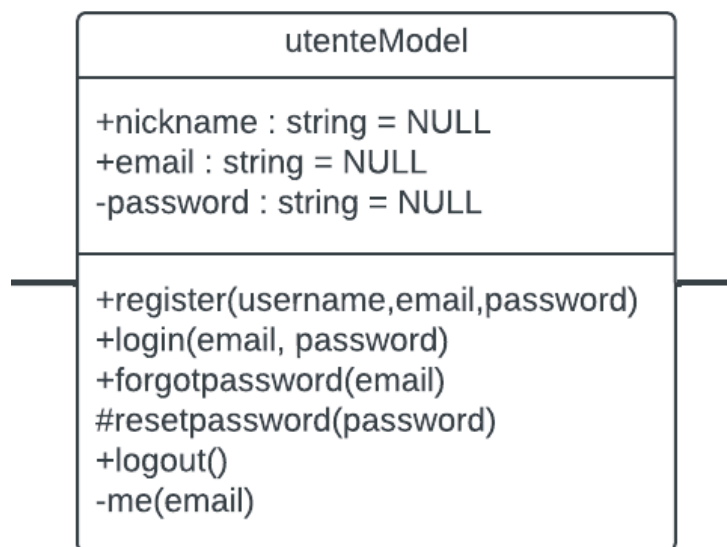 utenteModel
+nickname : string = NULL
+email : string = NULL
-password : string = NULL
+register(username,email,password)
+login(email, password)
+forgotpassword(email)
#resetpassword(password)
+logout()
-me(email)